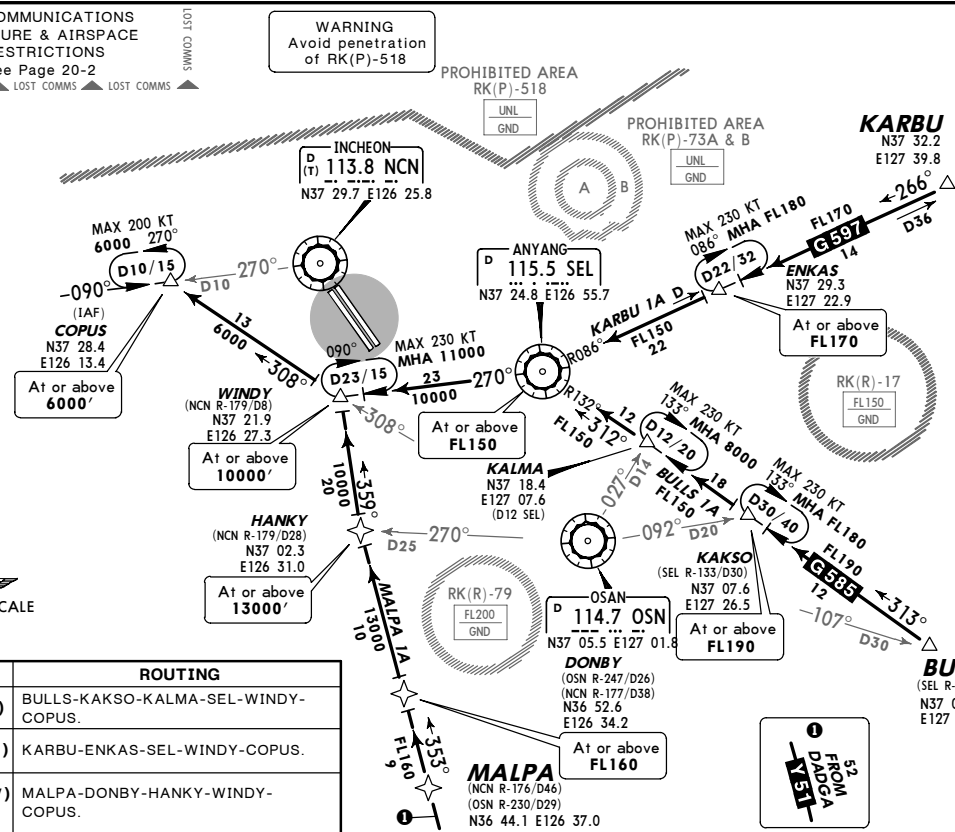 OMMUNICATIONS
URE & AIRSPACE
ESTRICTIONS
ee Page 20-2
LOST COMMS LOST COMMS
LOST COMMS
WARNING
Avoid penetration
of RK(P)-518
PROHIBITED AREA
RK(P)-518
UNL
GND
PROHIBITED AREA
RK(P)-73A & B
UNL
GND
A B
KARBU
N37 32.2
E127 39.8
266°
D36
FL170
G597
14
INCHEON
D
(T) 113.8 NCN
N37 29.7 E126 25.8
MAX 200 KT
6000 270°
D10/15
090°
(IAF)
COPUS
N37 28.4
E126 13.4
At or above
6000'
270°
D10
13
6000
308°
ANYANG
D 115.5 SEL
N37 24.8 E126 55.7
MAX 230 KT
086° MHA FL180
D22/32
ENKAS
N37 29.3
E127 22.9
At or above
FL170
KARBU 1A D
FL150
22
R086°
090°
MAX 230 KT
MHA 11000
D23/15
23
10000
270°
WINDY
(NCN R-179/D8)
N37 21.9
E126 27.3
At or above
10000'
308°
At or above
FL150
R132°
12
312°
FL150
RK(R)-17
FL150
GND
MAX 230 KT
133° MHA 8000
D12/20
KALMA
N37 18.4
E127 07.6
(D12 SEL)
18
BULLS 1A
FL150
MAX 230 KT
133° MHA FL180
D30/40
FL190
G585
12
313°
107°
D30
027°
D14
092°
D20
KAKSO
(SEL R-133/D30)
N37 07.6
E127 26.5
At or above
FL190
BU
(SEL R-
N37 0
E127
359°
10000
20
HANKY
(NCN R-179/D28)
N37 02.3
E126 31.0
At or above
13000'
270°
D25
OSAN
D 114.7 OSN
N37 05.5 E127 01.8
RK(R)-79
FL200
GND
CALE
MALPA 1A
13000
10
DONBY
(OSN R-247/D26)
(NCN R-177/D38)
N36 52.6
E126 34.2
At or above
FL160
353°
FL160
9
MALPA
(NCN R-176/D46)
(OSN R-230/D29)
N36 44.1 E126 37.0
1
1
52
FROM
DADGA
Y51
ROUTING
) BULLS-KAKSO-KALMA-SEL-WINDY-
COPUS.
) KARBU-ENKAS-SEL-WINDY-COPUS.
) MALPA-DONBY-HANKY-WINDY-
COPUS.